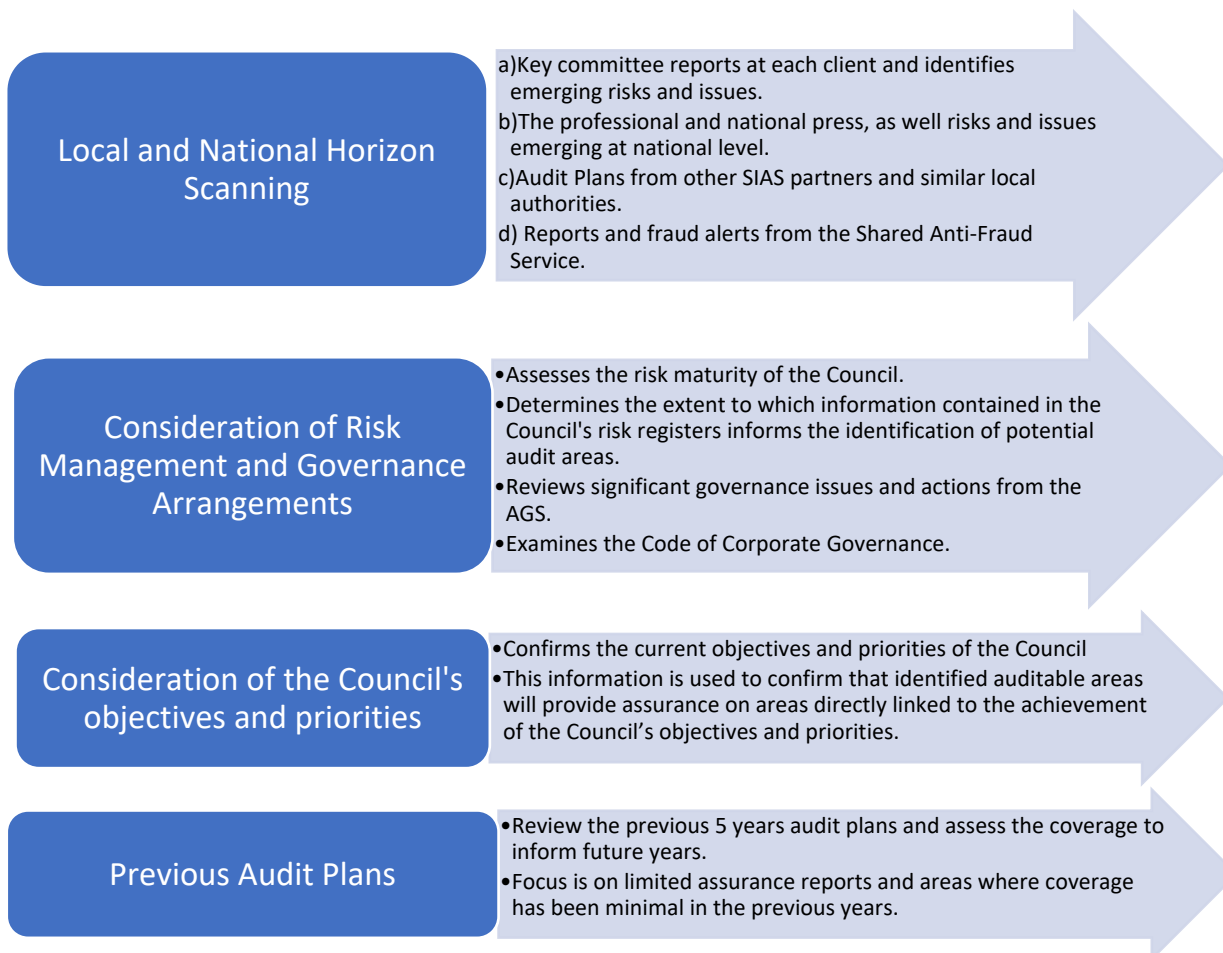 Local and National Horizon
Scanning
a)Key committee reports at each client and identifies
emerging risks and issues.
b)The professional and national press, as well risks and issues
emerging at national level.
c)Audit Plans from other SIAS partners and similar local
authorities.
d) Reports and fraud alerts from the Shared Anti-Fraud
Service.
Consideration of Risk
Management and Governance
Arrangements
•Assesses the risk maturity of the Council.
•Determines the extent to which information contained in the
Council's risk registers informs the identification of potential
audit areas.
•Reviews significant governance issues and actions from the
AGS.
•Examines the Code of Corporate Governance.
Consideration of the Council's
objectives and priorities
•Confirms the current objectives and priorities of the Council
•This information is used to confirm that identified auditable areas
will provide assurance on areas directly linked to the achievement
of the Council’s objectives and priorities.
Previous Audit Plans
•Review the previous 5 years audit plans and assess the coverage to
inform future years.
•Focus is on limited assurance reports and areas where coverage
has been minimal in the previous years.